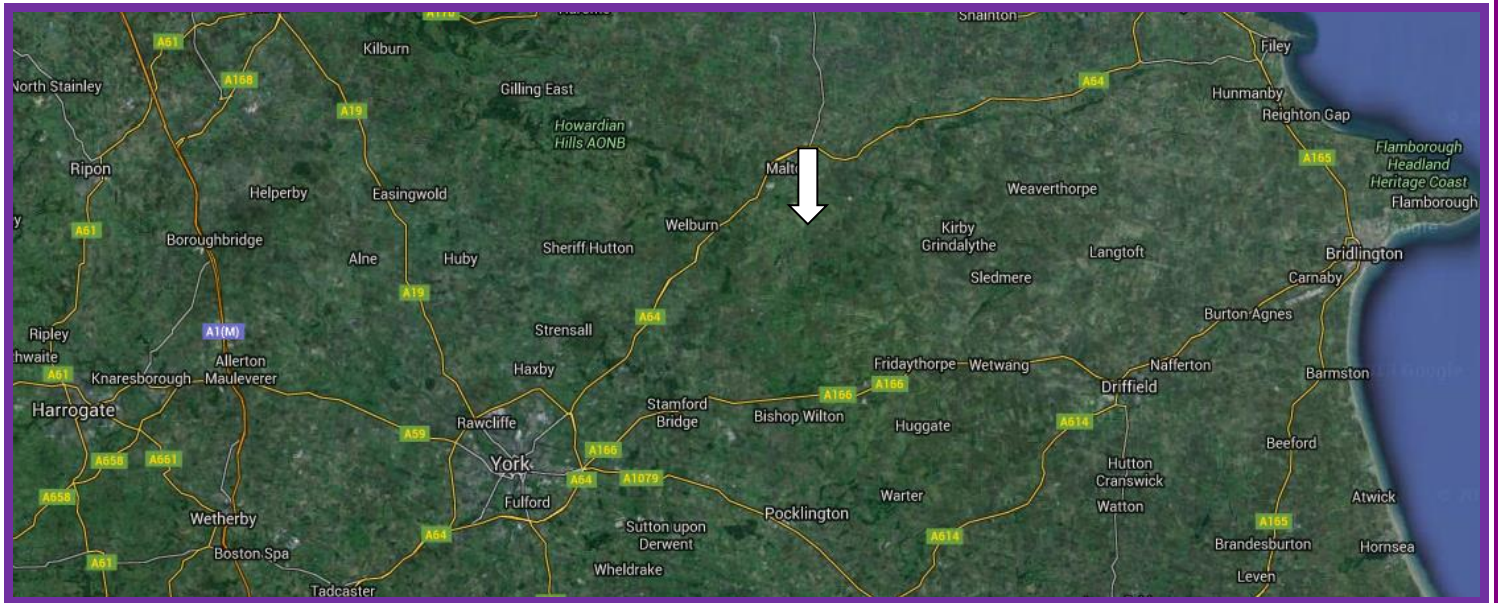 A170
Snainton
A61
Kilburn
Filey
A168
A64
North Stainley
Gilling East
Hunmanby
A19
Reighton Gap
Howardian
Hills AONB
Flamborough
Headland
Heritage Coast
A165
Ripon
Malto
Helperby
Easingwold
Weaverthorpe
Flamborough
Welburn
A61
Kirby
Grindalythe
Boroughbridge
Sheriff Hutton
Langtoft
Bridlington
Alne
Huby
Sledmere
Carnaby
A19
Burton Agnes
A64
A1(M)
Strensall
Ripley
thwaite
Allerton
Mauleverer
Fridaythorpe
Wetwang
Nafferton
A61
Knaresborough
Haxby
Barmston
A166
Driffield
A166
Harrogate
Stamford
Bridge
Bishop Wilton
Rawcliffe
Huggate
A614
A59
Beeford
A166
A658
A661
York
Hutton
Cranswick
A64
A1079
A658
Warter
Atwick
Fulford
Watton
Wetherby
Pocklington
Sutton upon
Derwent
A165
A64
A614
Brandesburton
Hornsea
Boston Spa
A61
Wheldrake
Leven
Tadcaster